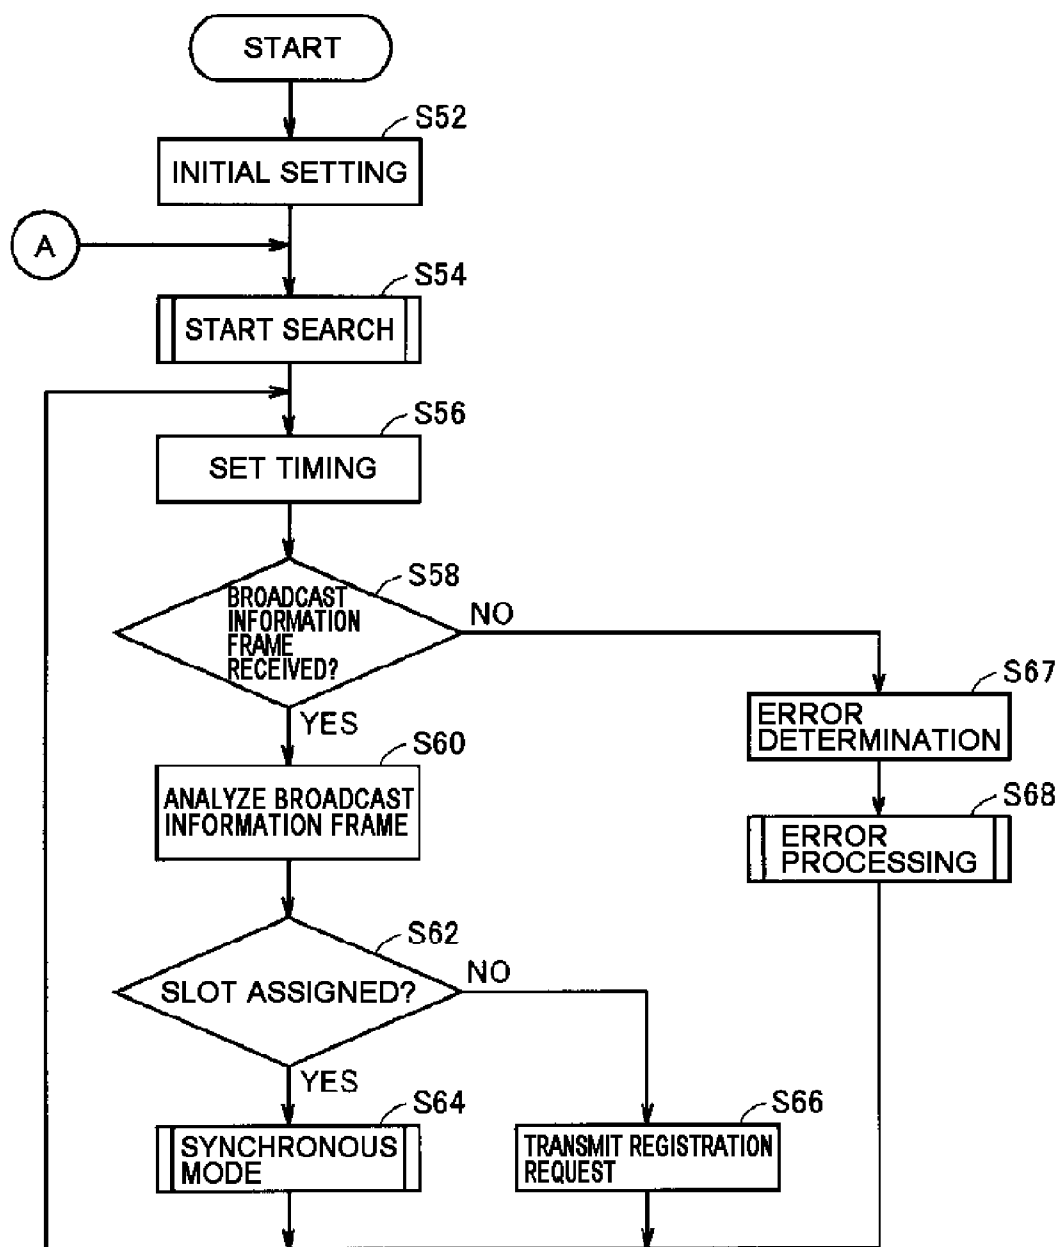 START
S52
INITIAL SETTING
A
S54
START SEARCH
S56
SET TIMING
S58
BROADCAST
INFORMATION
FRAME
RECEIVED?
NO
YES
S67
ERROR
DETERMINATION
S60
ANALYZE BROADCAST
INFORMATION FRAME
S68
ERROR
PROCESSING
S62
SLOT ASSIGNED?
NO
YES
S64
SYNCHRONOUS
MODE
S66
TRANSMIT REGISTRATION
REQUEST